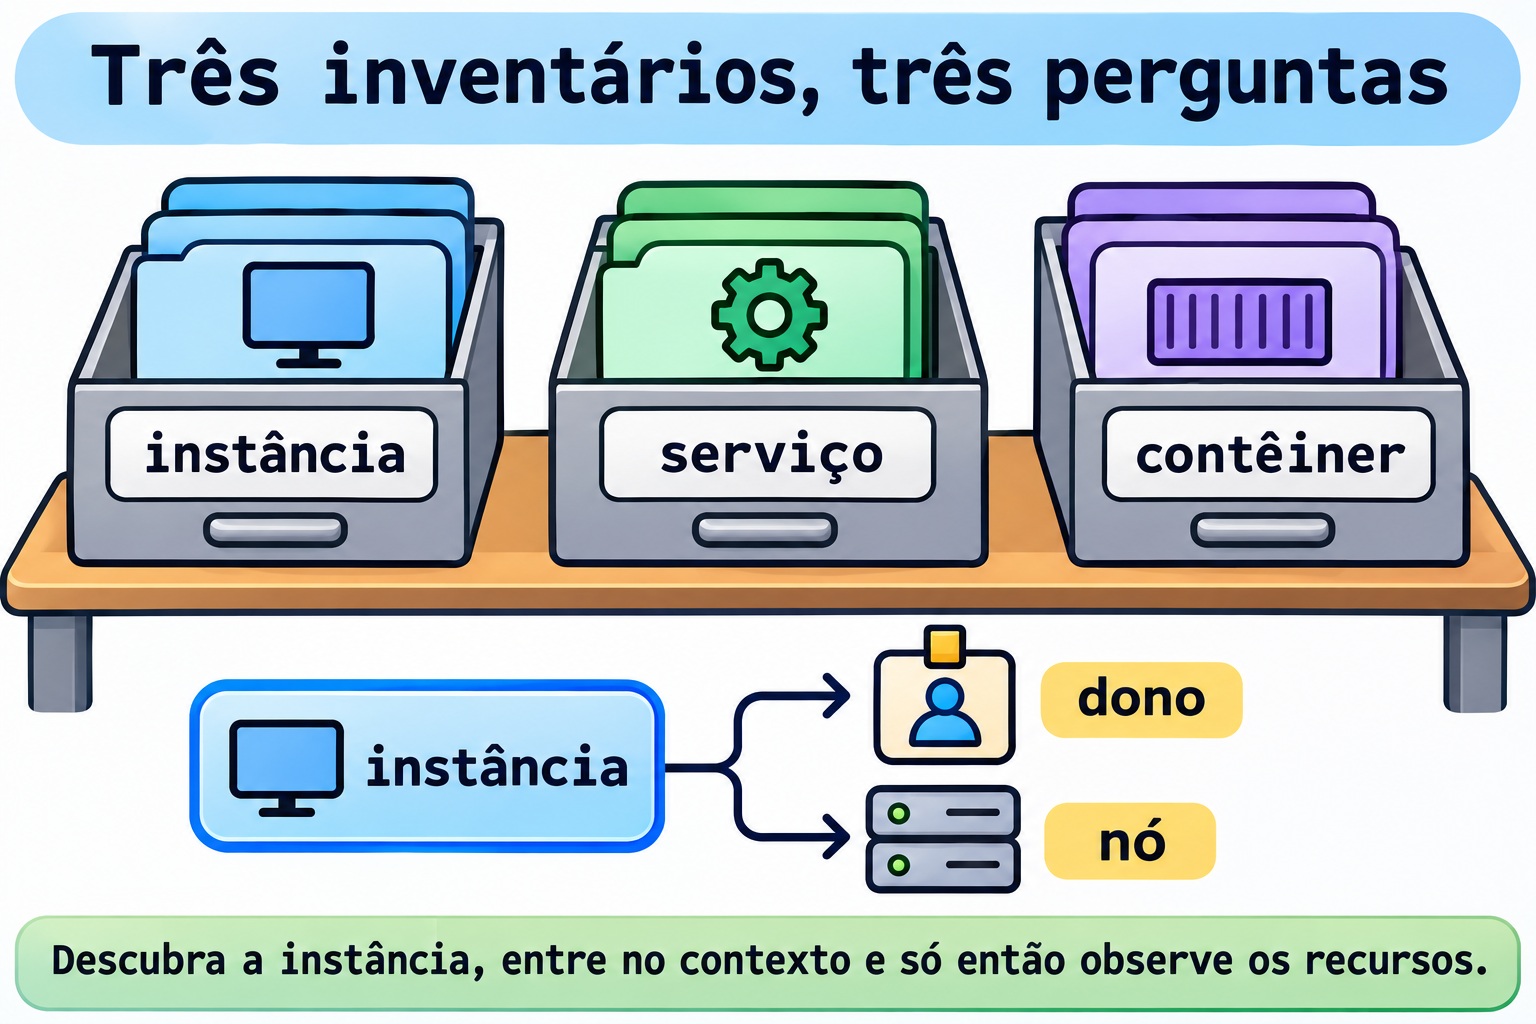 Três inventários, três perguntas
instância
serviço
contêiner
dono
instância
nó
Descubra a instância, entre no contexto e só então observe os recursos.